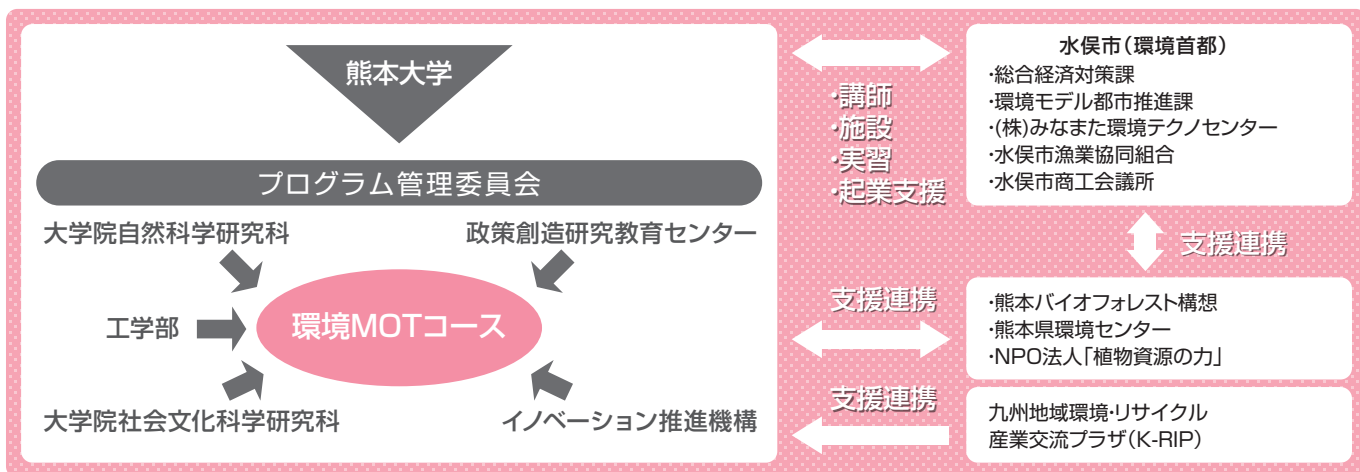 熊本大学
プログラム管理委員会
大学院自然科学研究科
政策創造研究教育センター
工学部
環境MOTコース
大学院社会文化科学研究科
イノベーション推進機構
・講師
・施設
・実習
・起業支援
水俣市(環境首都)
・総合経済対策課
・環境モデル都市推進課
・(株)みなまた環境テクノセンター
・水俣市漁業協同組合
・水俣市商工会議所
支援連携
支援連携
・熊本バイオフォレスト構想
・熊本県環境センター
・NPO法人「植物資源の力」
支援連携
九州地域環境・リサイクル
産業交流プラザ(K-RIP)